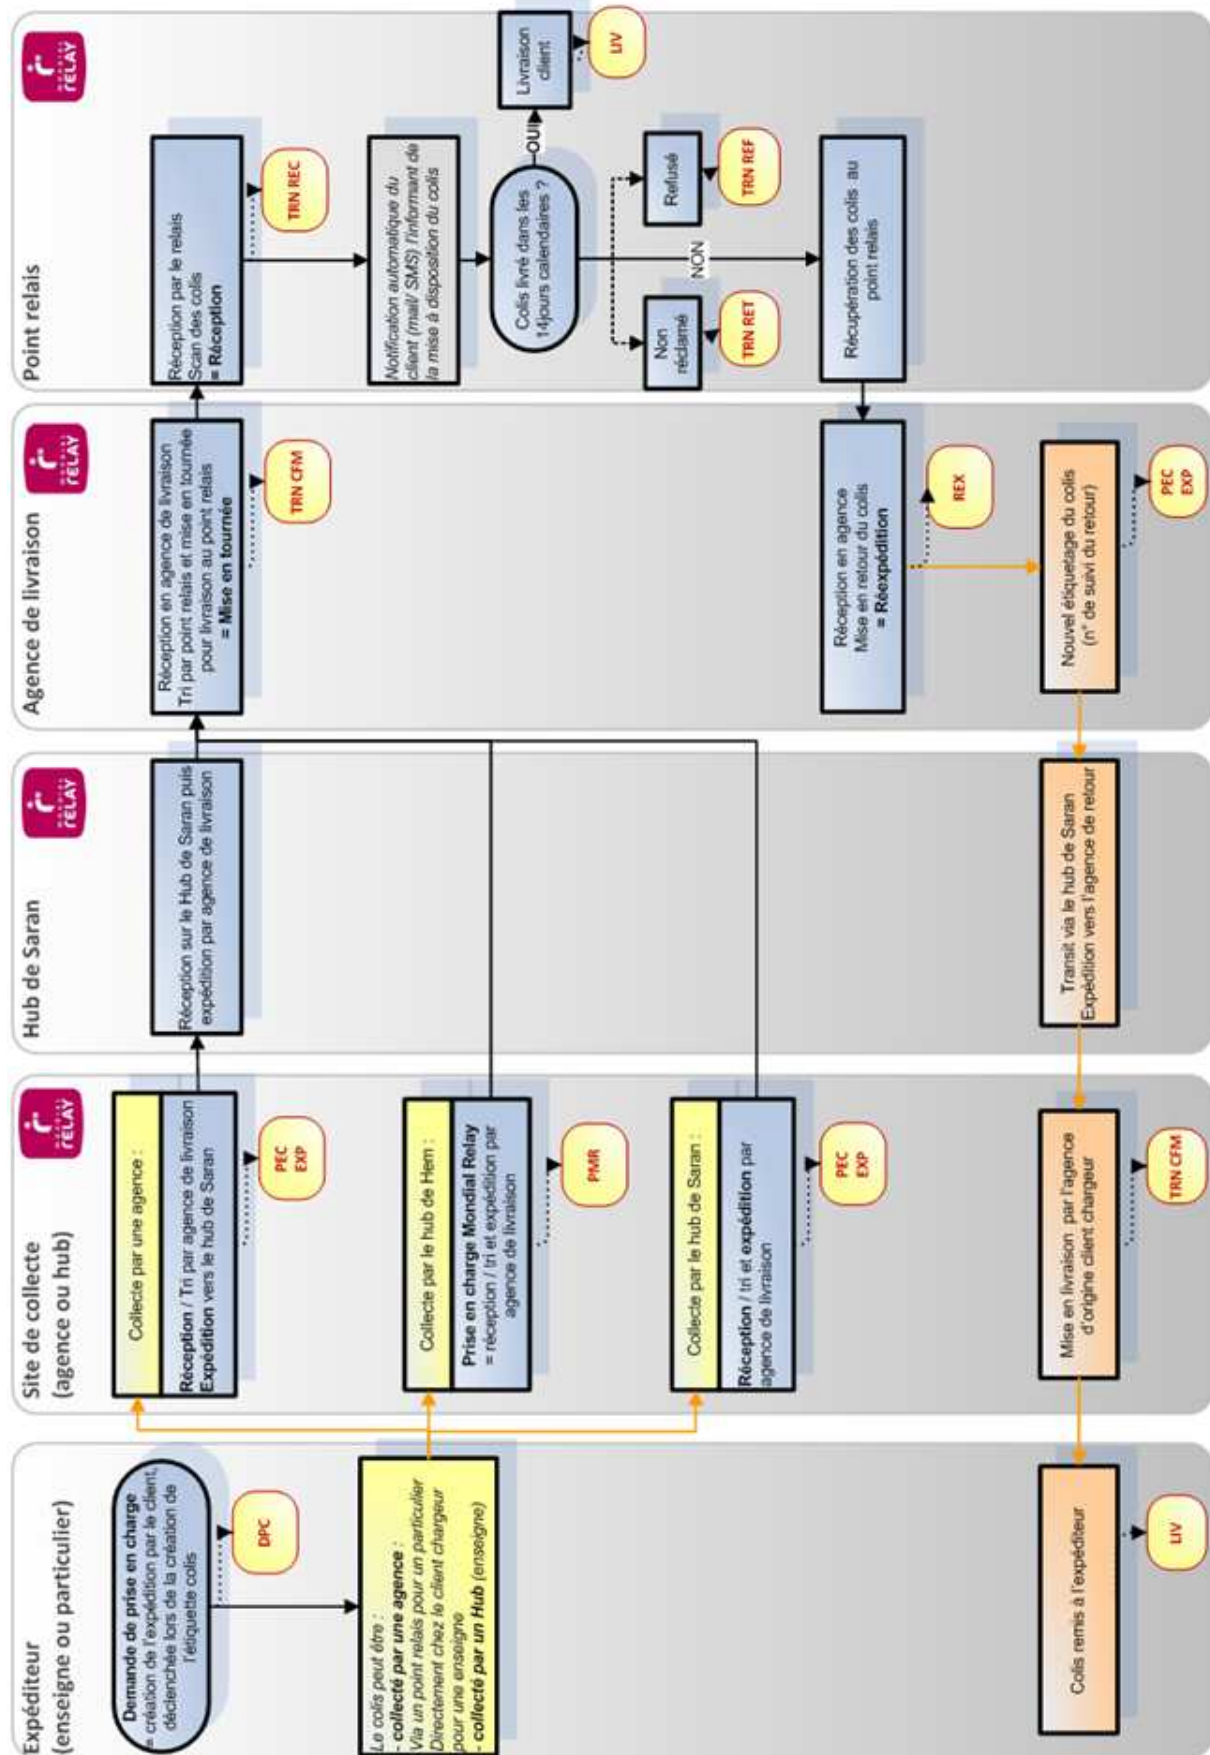 Expéditeur
(enseigne ou particulier)
Demande de prise en charge
= création de l'expédition par le client,
déclenchée lors de la création de
l'étiquette colis
DPC
Le colis peut être :
- collecté par une agence :
Via un point relais pour un particulier
Directement chez le client chargeur
pour une enseigne
- collecté par un Hub (enseigne)
Colis remis à l'expéditeur
LIV
Site de collecte
(agence ou hub)
MONDIAL
RELAY
Collecte par une agence :
Réception / Tri par agence de livraison
Expédition vers le hub de Saran
PEC
EXP
Collecte par le hub de Hem :
Prise en charge Mondial Relay
= réception / tri et expédition par
agence de livraison
PMR
Collecte par le hub de Saran :
Réception / tri et expédition par
agence de livraison
PEC
EXP
Mise en livraison par l'agence
d'origine client chargeur
TRN CFM
Hub de Saran
MONDIAL
RELAY
Réception sur le Hub de Saran puis
expédition par agence de livraison
Transit via le hub de Saran
Expédition vers l'agence de retour
Agence de livraison
MONDIAL
RELAY
Réception en agence de livraison
Tri par point relais et mise en tournée
pour livraison au point relais
= Mise en tournée
TRN CFM
Réception en agence
Mise en retour du colis
= Réexpédition
REX
Nouvel étiquetage du colis
(n° de suivi du retour)
PEC
EXP
Point relais
MONDIAL
RELAY
Réception par le relais
Scan des colis
= Réception
TRN REC
Notification automatique du
client (mail/ SMS) l'informant de
la mise à disposition du colis
Colis livré dans les
14jours calendaires ?
OUI
Livraison
client
LIV
NON
Non
réclamé
TRN RET
Refusé
TRN REF
Récupération des colis au
point relais